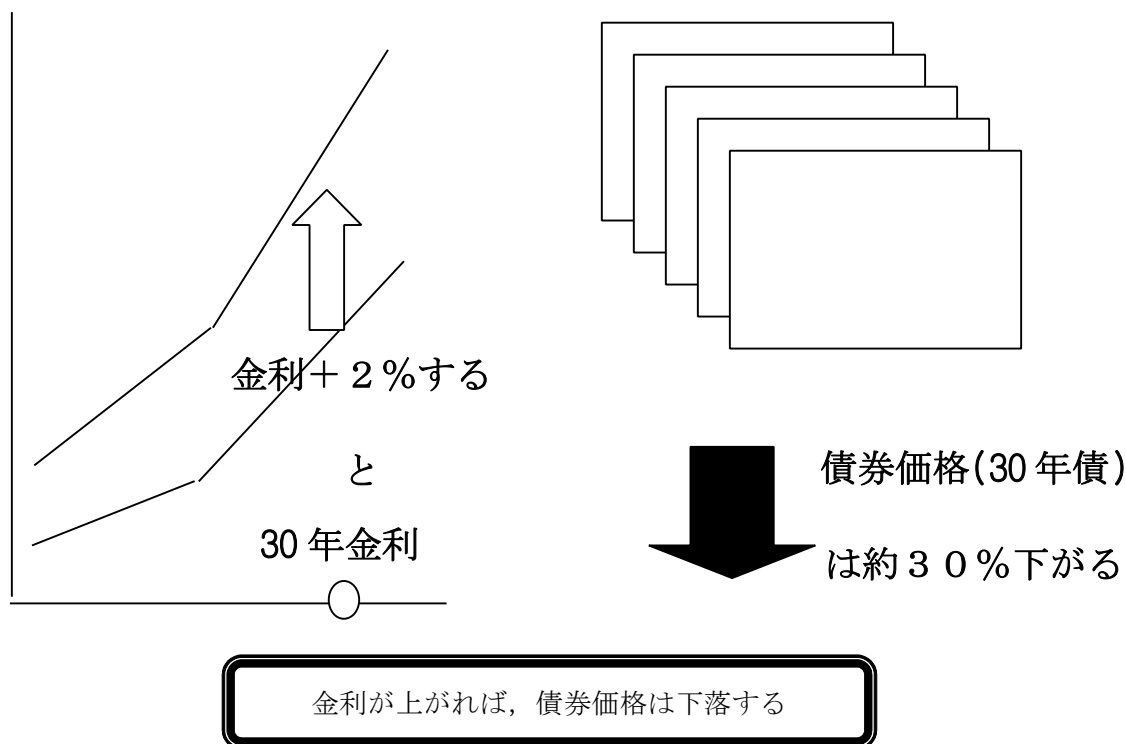 金利＋２％する
と
30 年金利
債券価格(30 年債)
は約３０％下がる
金利が上がれば，債券価格は下落する